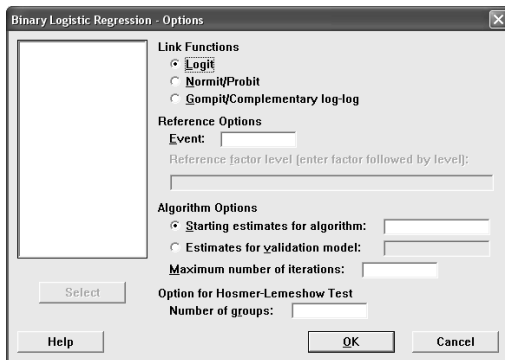 Binary Logistic Regression - Options
Link Functions
Logit
Normit/Probit
Gompit/Complementary log-log
Reference Options
Event:
Reference factor level (enter factor followed by level):
Algorithm Options
Starting estimates for algorithm:
Estimates for validation model:
Maximum number of iterations:
Select
Option for Hosmer-Lemeshow Test
Number of groups:
Help
OK
Cancel